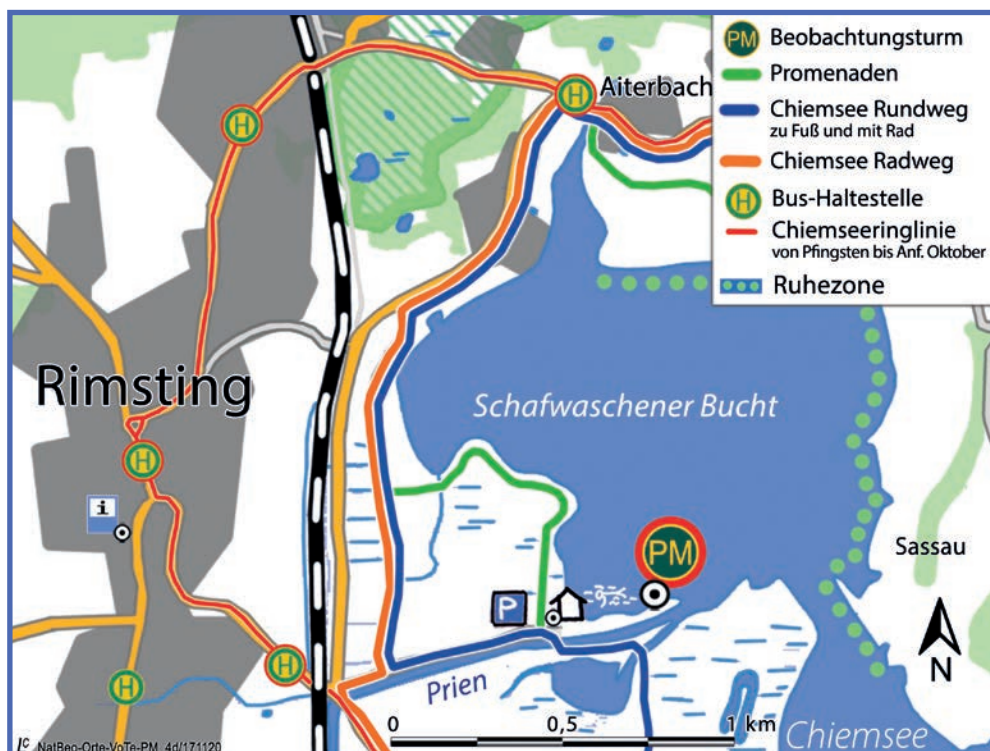 PM Beobachtungsturm
Promenaden
Chiemsee Rundweg
zu Fuß und mit Rad
Chiemsee Radweg
H Bus-Haltestelle
Chiemseeringlinie
von Pfingsten bis Anf. Oktober
Ruhezone
H
H
Aiterbach
Rimsting
Schafwaschener Bucht
H
i
PM
Sassau
P
N
H
H
Prien
0 0,5 1 km
Chiemsee
NatBeo-Orte-VoTe-PM_4d/171120